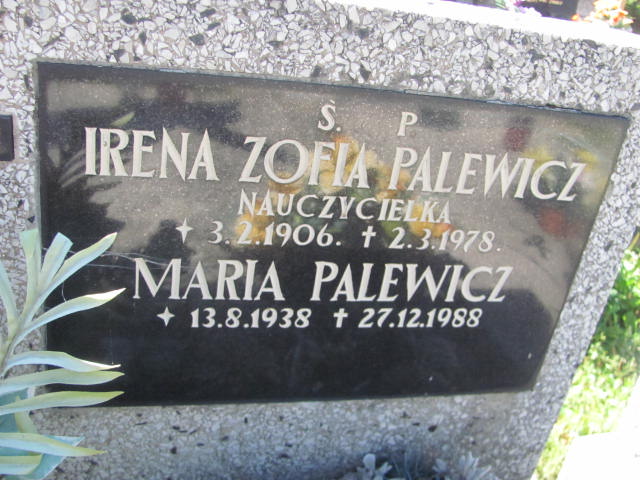 Ś. P
IRENA ZOFIA PALEWICZ
NAUCZYCIELKA
✦ 3.2.1906. ✝ 2.3.1978.
MARIA PALEWICZ
✦ 13.8.1938 ✝ 27.12.1988